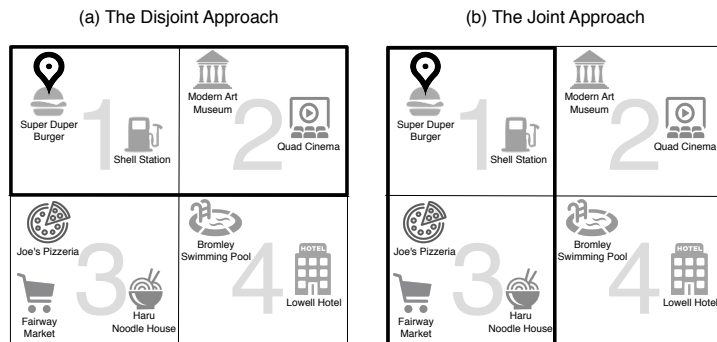 (a) The Disjoint Approach
(b) The Joint Approach
1
Super Duper
Burger
Shell Station
2
Modern Art
Museum
Quad Cinema
3
Joe's Pizzeria
Fairway
Market
Haru
Noodle House
4
Bromley
Swimming Pool
HOTEL
Lowell Hotel
1
Super Duper
Burger
Shell Station
2
Modern Art
Museum
Quad Cinema
3
Joe's Pizzeria
Fairway
Market
Haru
Noodle House
4
Bromley
Swimming Pool
HOTEL
Lowell Hotel